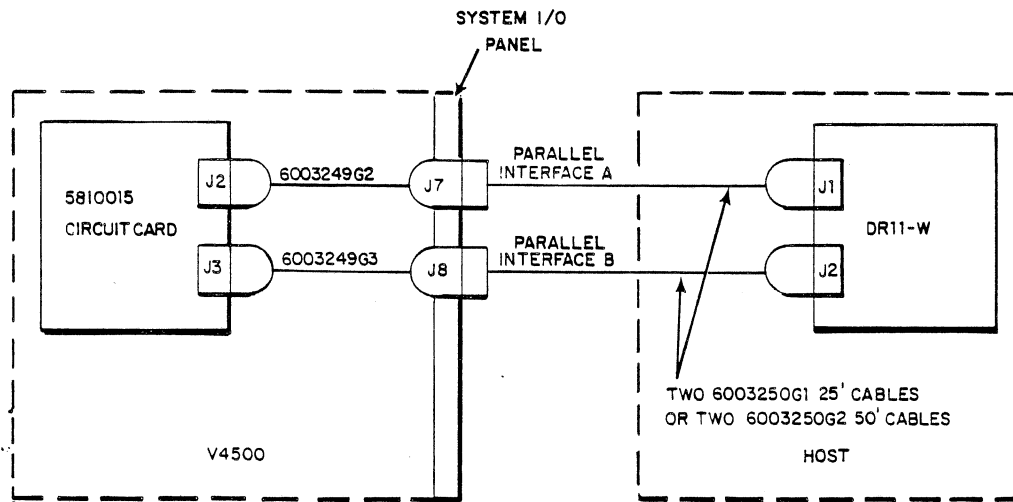 SYSTEM I/O
PANEL
5810015
CIRCUIT CARD
J2
6003249G2
J7
PARALLEL
INTERFACE A
J1
DR11-W
J3
6003249G3
J8
PARALLEL
INTERFACE B
J2
TWO 6003250G1 25' CABLES
OR TWO 6003250G2 50' CABLES
V4500
HOST